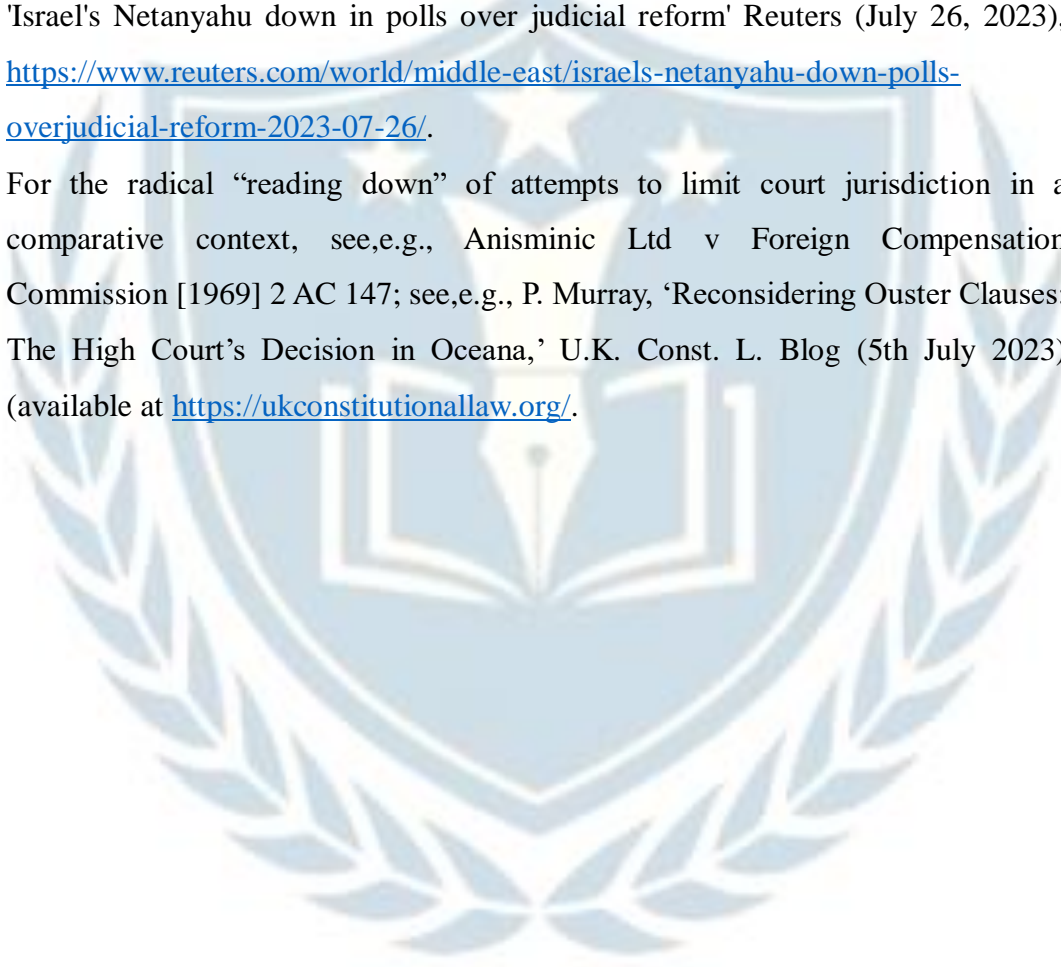 'Israel's Netanyahu down in polls over judicial reform' Reuters (July 26, 2023),
https://www.reuters.com/world/middle-east/israels-netanyahu-down-polls-
overjudicial-reform-2023-07-26/.
For the radical “reading down” of attempts to limit court jurisdiction in a
comparative context, see,e.g., Anisminic Ltd v Foreign Compensation
Commission [1969] 2 AC 147; see,e.g., P. Murray, ‘Reconsidering Ouster Clauses:
The High Court’s Decision in Oceana,’ U.K. Const. L. Blog (5th July 2023)
(available at https://ukconstitutionallaw.org/.